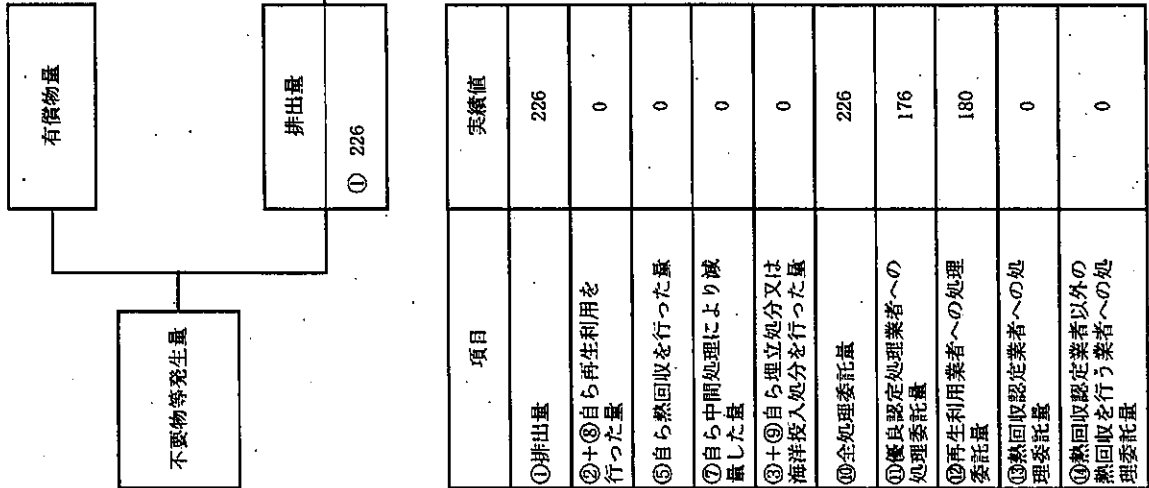 不要物等発生量
有償物量
排出量
① 226
項目
実績値
①排出量
226
②+⑧自ら再生利用を
行った量
0
⑤自ら熱回収を行った量
0
⑦自ら中間処理により減
量した量
0
③+⑨自ら埋立処分又は
海洋投入処分を行った量
0
⑩全処理委託量
226
⑪優良認定処理業者への
処理委託量
176
⑫再生利用業者への処理
委託量
180
⑬熱回収認定業者への処
理委託量
0
⑭熱回収認定業者以外の
熱回収を行う業者への処
理委託量
0